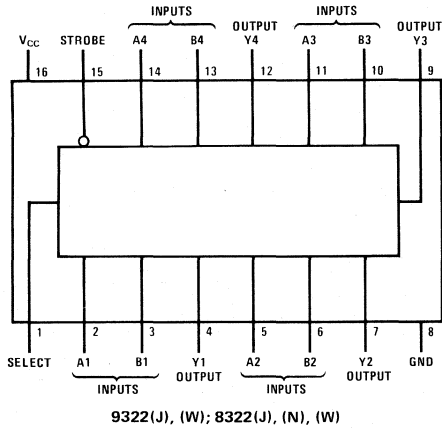 INPUTS OUTPUT INPUTS OUTPUT
V_CC STROBE A4 B4 Y4 A3 B3 Y3
16 15 14 13 12 11 10 9
1 2 3 4 5 6 7 8
SELECT A1 B1 Y1 A2 B2 Y2 GND
INPUTS OUTPUT INPUTS OUTPUT
9322(J), (W); 8322(J), (N), (W)